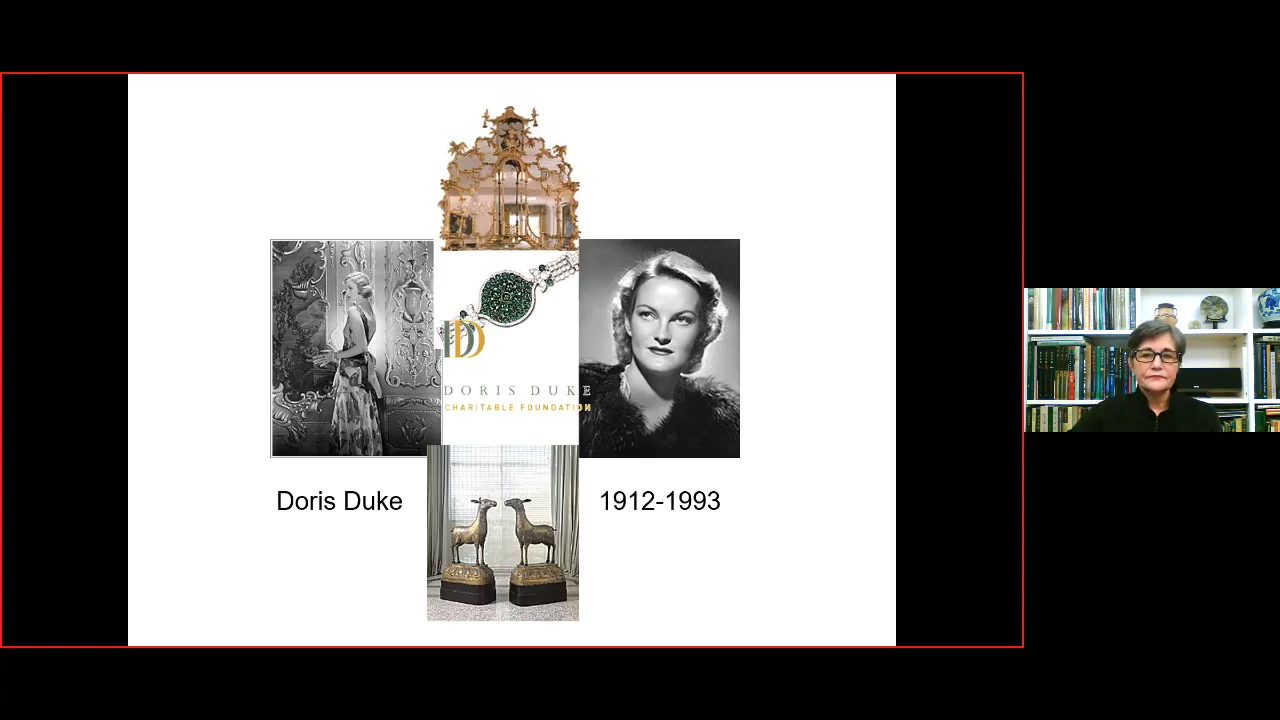 DD
DORIS DUKE
CHARITABLE FOUNDATION
Doris Duke
1912-1993